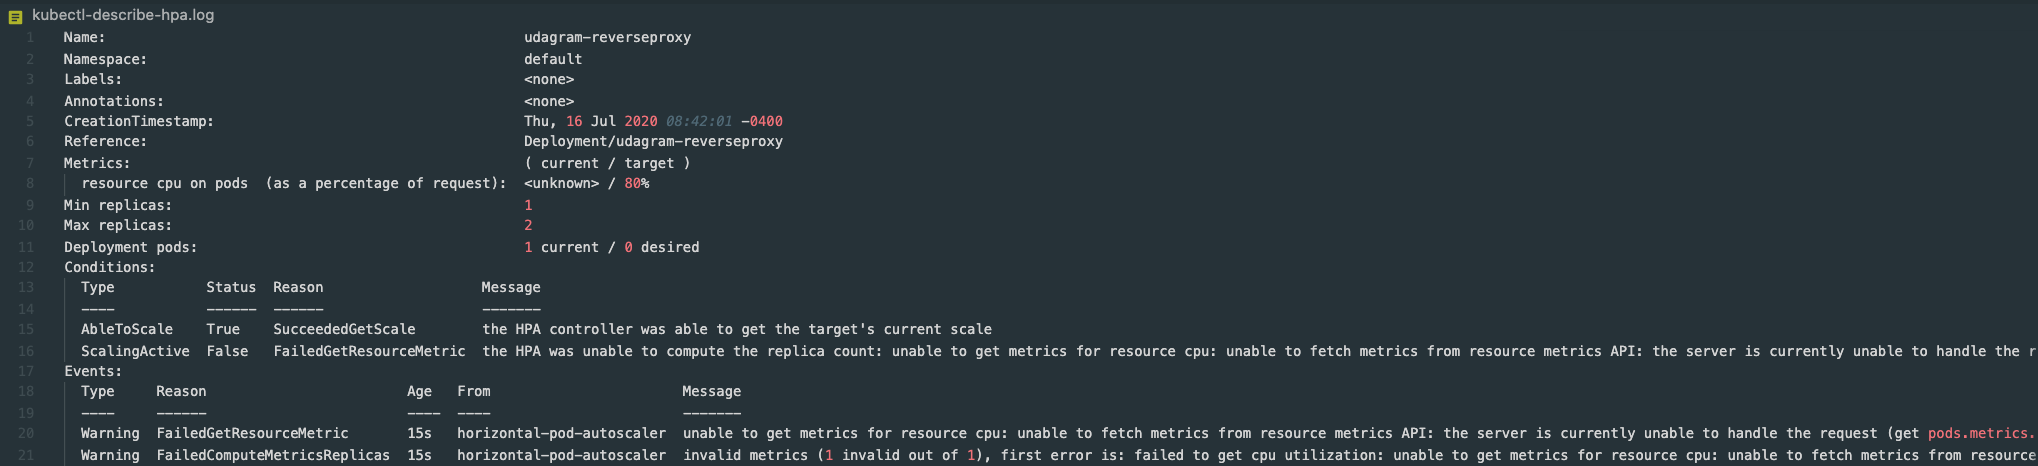 kubectl-describe-hpa.log
1 Name: udagram-reverseproxy
2 Namespace: default
3 Labels: <none>
4 Annotations: <none>
5 CreationTimestamp: Thu, 16 Jul 2020 08:42:01 -0400
6 Reference: Deployment/udagram-reverseproxy
7 Metrics: ( current / target )
8 resource cpu on pods (as a percentage of request): <unknown> / 80%
9 Min replicas: 1
10 Max replicas: 2
11 Deployment pods: 1 current / 0 desired
12 Conditions:
13 Type Status Reason Message
14 ---- ------ ------ -------
15 AbleToScale True SucceededGetScale the HPA controller was able to get the target's current scale
16 ScalingActive False FailedGetResourceMetric the HPA was unable to compute the replica count: unable to get metrics for resource cpu: unable to fetch metrics from resource metrics API: the server is currently unable to handle the r
17 Events:
18 Type Reason Age From Message
19 ---- ------ ---- ---- -------
20 Warning FailedGetResourceMetric 15s horizontal-pod-autoscaler unable to get metrics for resource cpu: unable to fetch metrics from resource metrics API: the server is currently unable to handle the request (get pods.metrics.
21 Warning FailedComputeMetricsReplicas 15s horizontal-pod-autoscaler invalid metrics (1 invalid out of 1), first error is: failed to get cpu utilization: unable to get metrics for resource cpu: unable to fetch metrics from resource